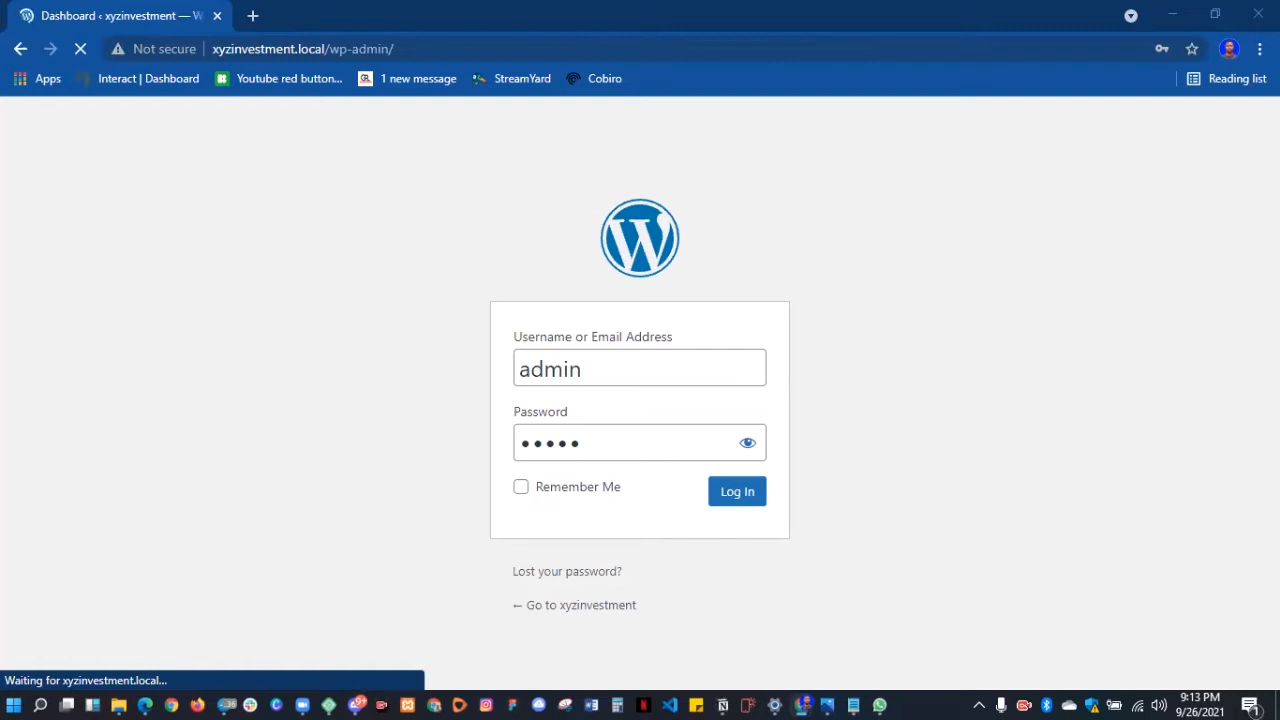 Dashboard ‹ xyzinvestment — W
Not secure
xyzinvestment.local/wp-admin/
Apps
Interact | Dashboard
Youtube red button...
1 new message
StreamYard
Cobiro
Reading list
Username or Email Address
admin
Password
Remember Me
Log In
Lost your password?
← Go to xyzinvestment
Waiting for xyzinvestment.local...
9:13 PM
9/26/2021